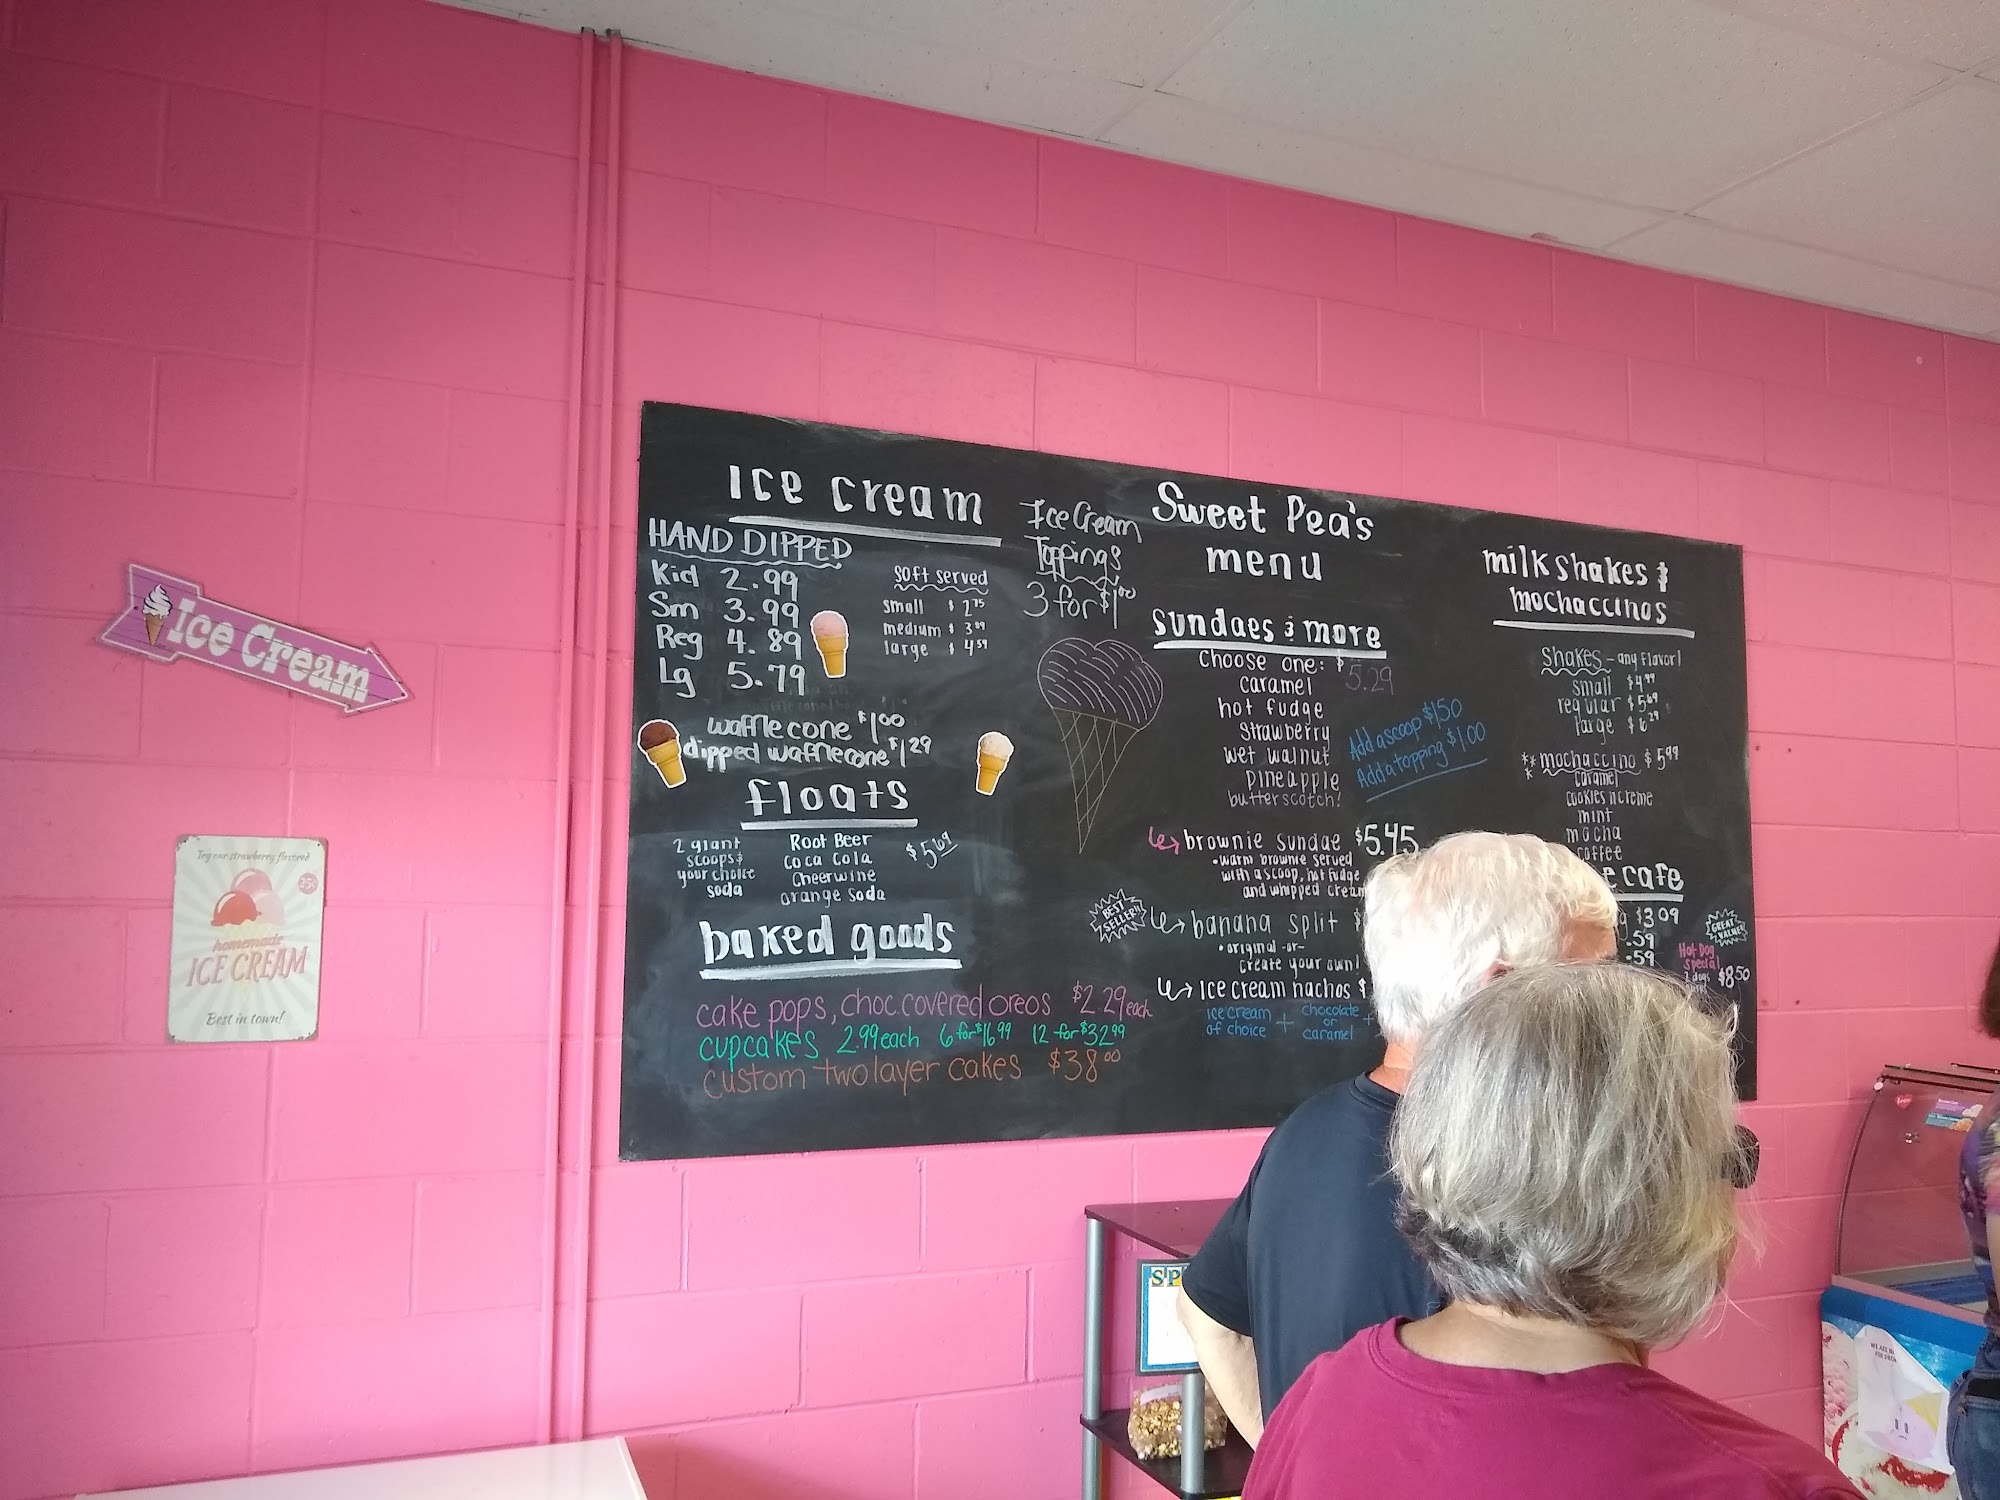 Ice Cream
Try our strawberry flavored
25¢
homemade
ICE CREAM
Best in town!
Ice cream
HAND DIPPED
Kid 2.99
Sm 3.99
Reg 4.89
Lg 5.79
soft served
small $2.75
medium $3.89
large $4.59
waffle cone $1.00
dipped waffle cone $1.29
floats
2 giant
scoops &
your choice
soda
Root Beer
Coca Cola
Cheerwine
orange soda
$5.69
baked goods
cake pops, choc. covered oreos $2.29 each
cupcakes 2.99 each 6 for $16.99 12 for $32.99
custom two layer cakes $38.00
Ice Cream
Toppings
3 for $1.00
Sweet Pea's
menu
sundaes & more
Choose one: $5.29
caramel
hot fudge
strawberry
wet walnut
pineapple
butterscotch!
Add a scoop $1.50
Add a topping $1.00
brownie sundae $5.45
• warm brownie served
with a scoop, hot fudge
and whipped cream
BEST
SELLER!!
banana split $
• original -or-
create your own!
Ice cream nachos $
ice cream
of choice
+
chocolate
or
caramel
+
milkshakes &
mochaccinos
shakes - any flavor!
small $4.99
regular $5.69
large $6.29
** mochaccino $5.99
*
caramel
cookies n creme
mint
mocha
coffee
cafe
$3.09
.59
.59
GREAT
VALUE!
Hot Dog
Special
dogs
$8.50
SP